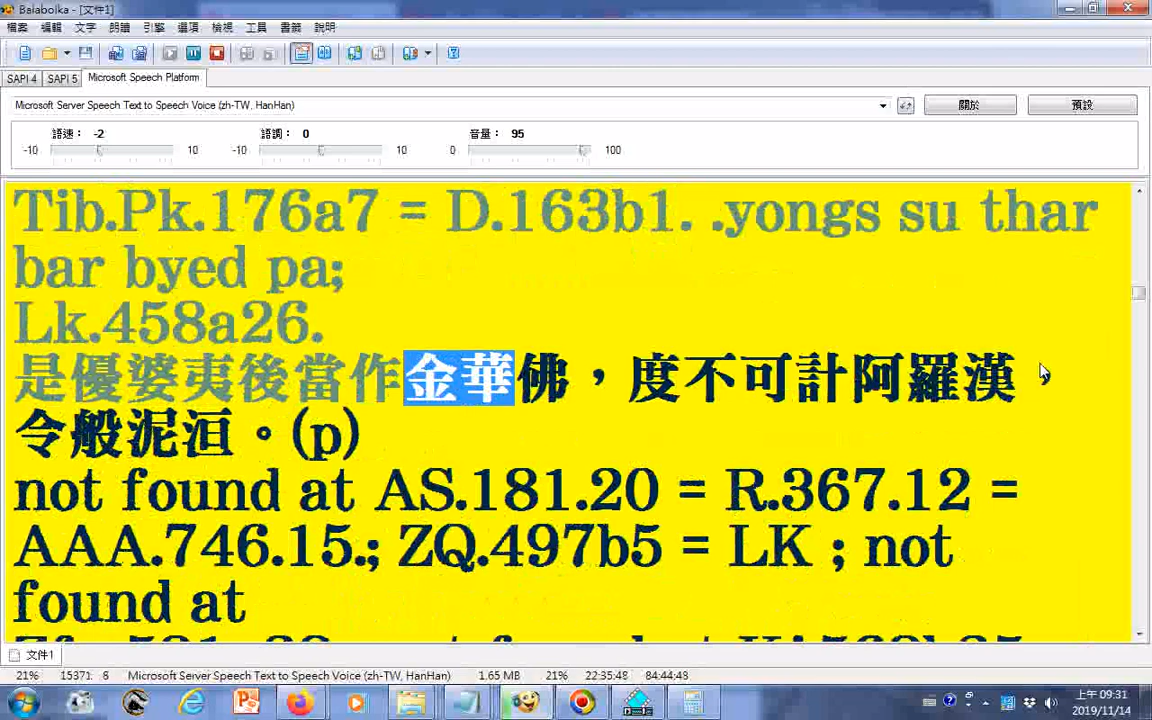 Balabolka - [文件1]
檔案 編輯 文字 朗讀 引擎 選項 檢視 工具 書籤 說明
SAPI 4 SAPI 5 Microsoft Speech Platform
Microsoft Server Speech Text to Speech Voice (zh-TW, HanHan) 關於 預設
語速： -2 語調： 0 音量： 95
-10 10 -10 10 0 100
Tib.Pk.176a7 = D.163b1. .yongs su thar
bar byed pa;
Lk.458a26.
是優婆夷後當作金華佛，度不可計阿羅漢，
令般泥洹。(p)
not found at AS.181.20 = R.367.12 =
AAA.746.15.; ZQ.497b5 = LK ; not
found at
文件1
21% 15371: 8 Microsoft Server Speech Text to Speech Voice (zh-TW, HanHan) 1.65 MB 21% 22:35:48 84:44:48
上午 09:31
2019/11/14